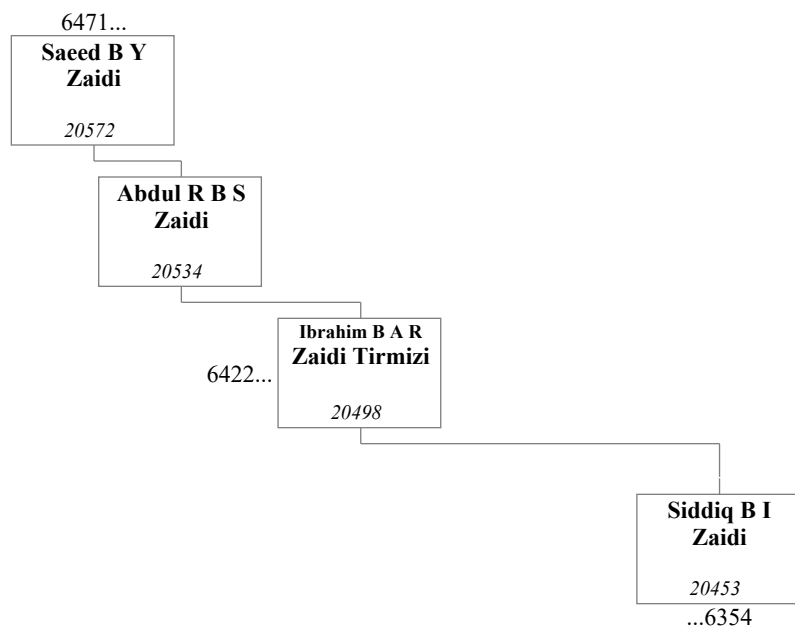 6471...
Saeed B Y
Zaidi
20572
Abdul R B S
Zaidi
20534
Ibrahim B A R
Zaidi Tirmizi
6422...
20498
Siddiq B I
Zaidi
20453
...6354